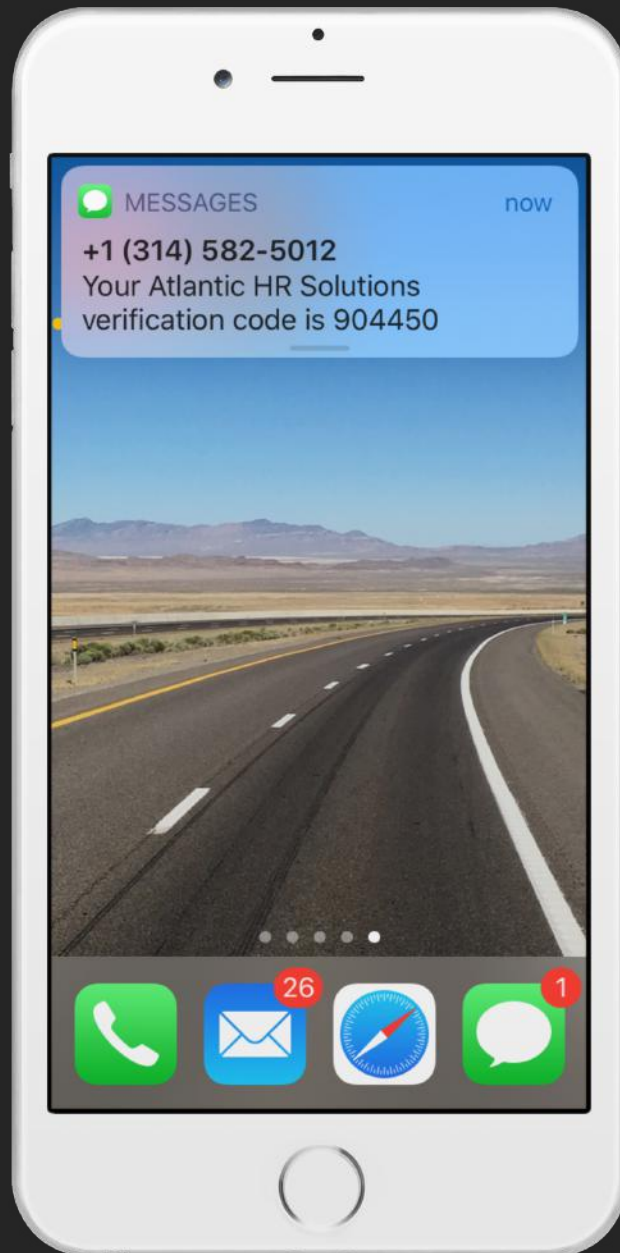 MESSAGES now
+1 (314) 582-5012
Your Atlantic HR Solutions
verification code is 904450
26
1